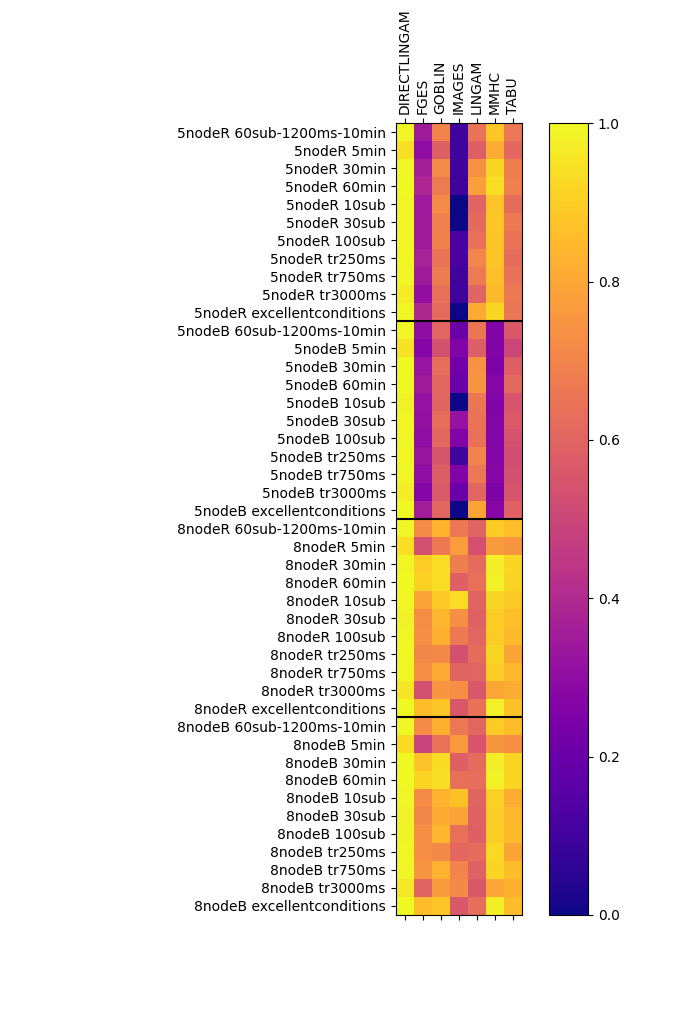 DIRECTLINGAM
FGES
GOBLIN
IMAGES
LINGAM
MMHC
TABU
5nodeR 60sub-1200ms-10min
5nodeR 5min
5nodeR 30min
5nodeR 60min
5nodeR 10sub
5nodeR 30sub
5nodeR 100sub
5nodeR tr250ms
5nodeR tr750ms
5nodeR tr3000ms
5nodeR excellentconditions
5nodeB 60sub-1200ms-10min
5nodeB 5min
5nodeB 30min
5nodeB 60min
5nodeB 10sub
5nodeB 30sub
5nodeB 100sub
5nodeB tr250ms
5nodeB tr750ms
5nodeB tr3000ms
5nodeB excellentconditions
8nodeR 60sub-1200ms-10min
8nodeR 5min
8nodeR 30min
8nodeR 60min
8nodeR 10sub
8nodeR 30sub
8nodeR 100sub
8nodeR tr250ms
8nodeR tr750ms
8nodeR tr3000ms
8nodeR excellentconditions
8nodeB 60sub-1200ms-10min
8nodeB 5min
8nodeB 30min
8nodeB 60min
8nodeB 10sub
8nodeB 30sub
8nodeB 100sub
8nodeB tr250ms
8nodeB tr750ms
8nodeB tr3000ms
8nodeB excellentconditions
1.0
0.8
0.6
0.4
0.2
0.0